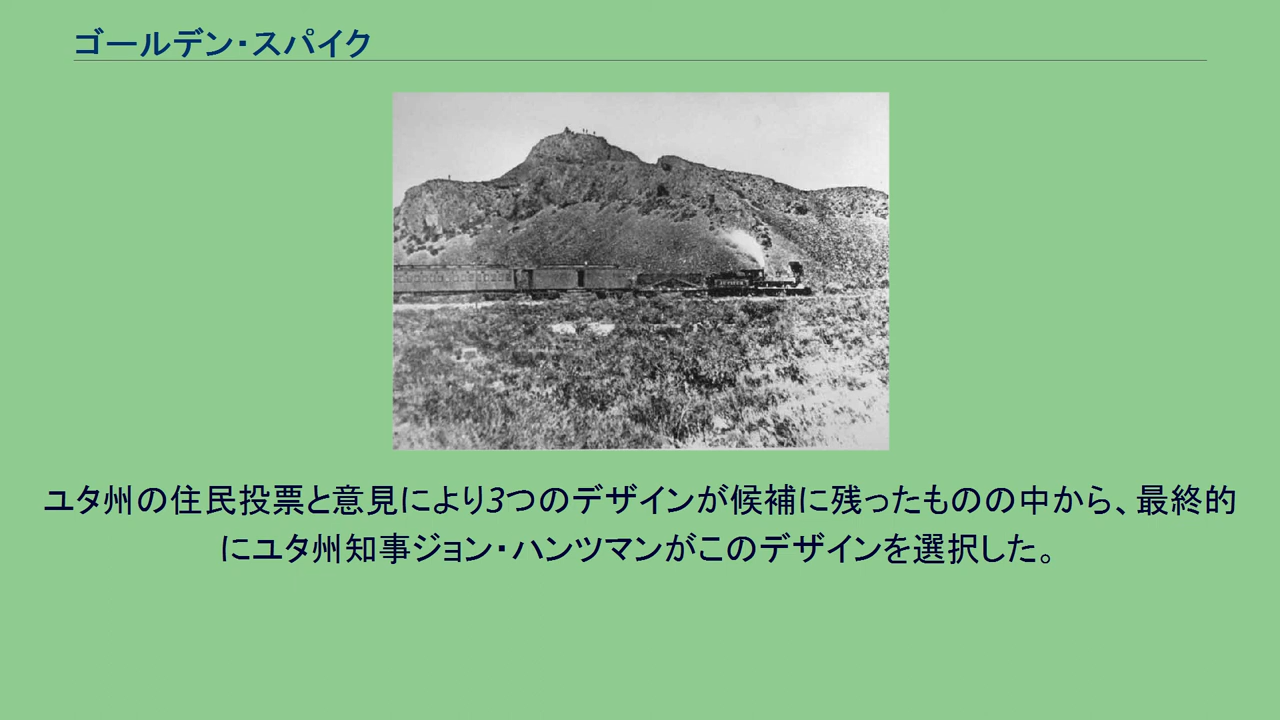 ゴールデン・スパイク
ユタ州の住民投票と意見により3つのデザインが候補に残ったものの中から、最終的
にユタ州知事ジョン・ハンツマンがこのデザインを選択した。